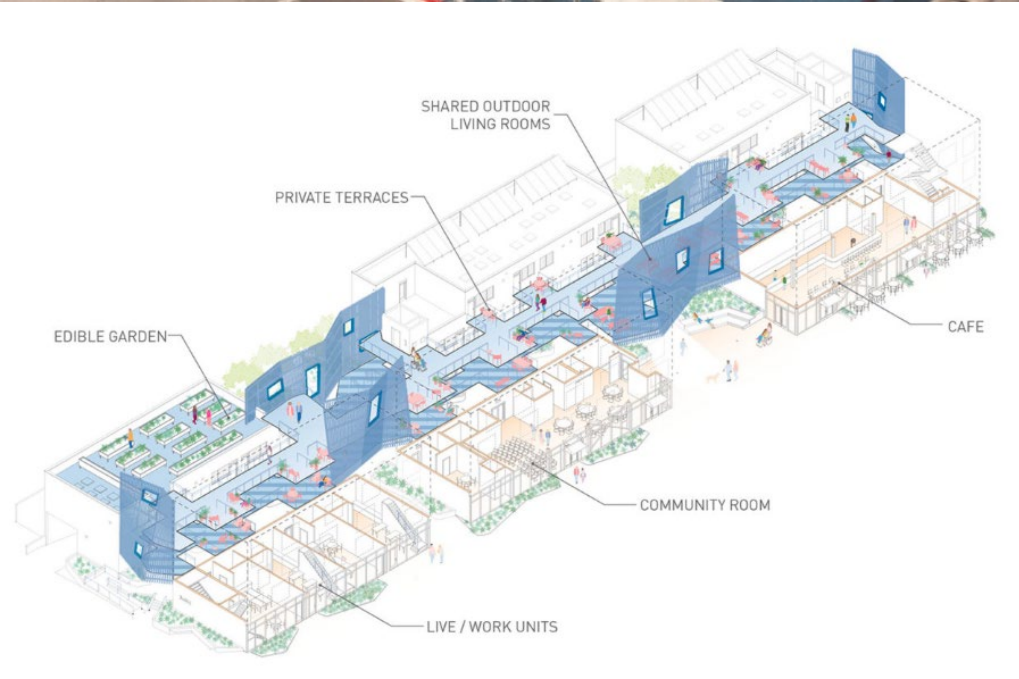 SHARED OUTDOOR
LIVING ROOMS
PRIVATE TERRACES
EDIBLE GARDEN
CAFE
COMMUNITY ROOM
LIVE / WORK UNITS